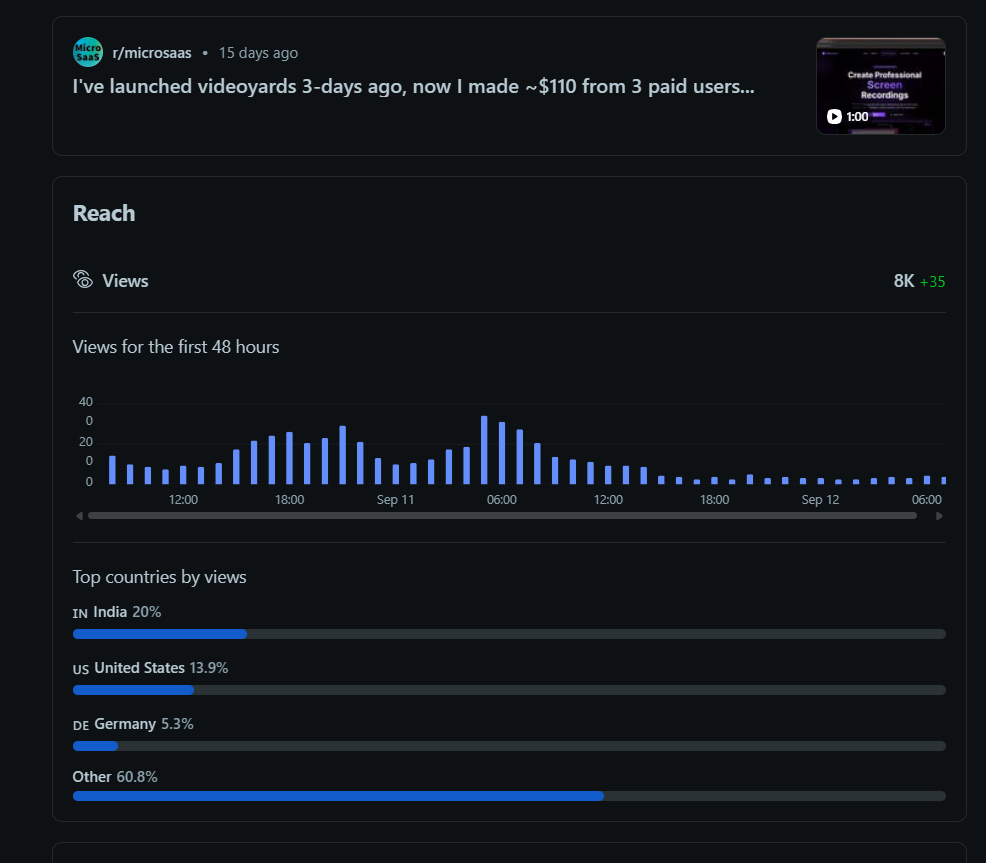 Micro
SaaS
r/microsaas • 15 days ago
I've launched videoyards 3-days ago, now I made ~$110 from 3 paid users...
Create Professional
Screen
Recordings
1:00
Reach
Views
8K +35
Views for the first 48 hours
40
0
20
0
0
12:00 18:00 Sep 11 06:00 12:00 18:00 Sep 12 06:00
Top countries by views
IN India 20%
US United States 13.9%
DE Germany 5.3%
Other 60.8%